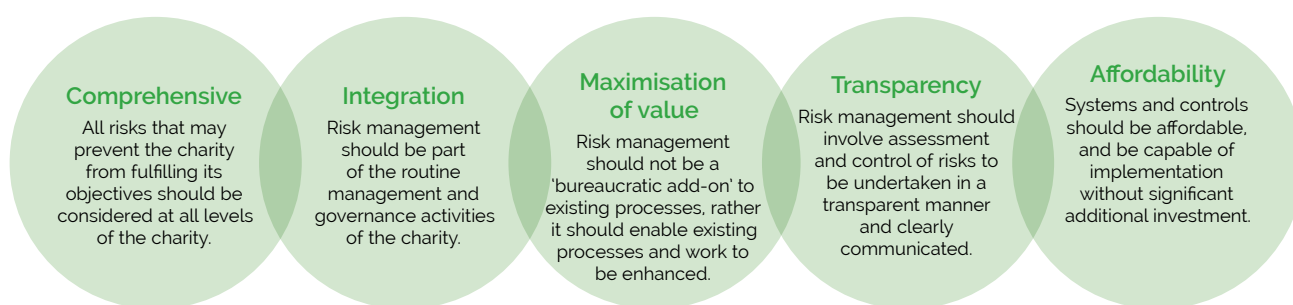 Comprehensive
All risks that may
prevent the charity
from fulfilling its
objectives should be
considered at all levels
of the charity.
Integration
Risk management
should be part
of the routine
management and
governance activities
of the charity.
Maximisation
of value
Risk management
should not be a
'bureaucratic add-on' to
existing processes, rather
it should enable existing
processes and work to
be enhanced.
Transparency
Risk management should
involve assessment
and control of risks to
be undertaken in a
transparent manner
and clearly
communicated.
Affordability
Systems and controls
should be affordable,
and be capable of
implementation
without significant
additional investment.